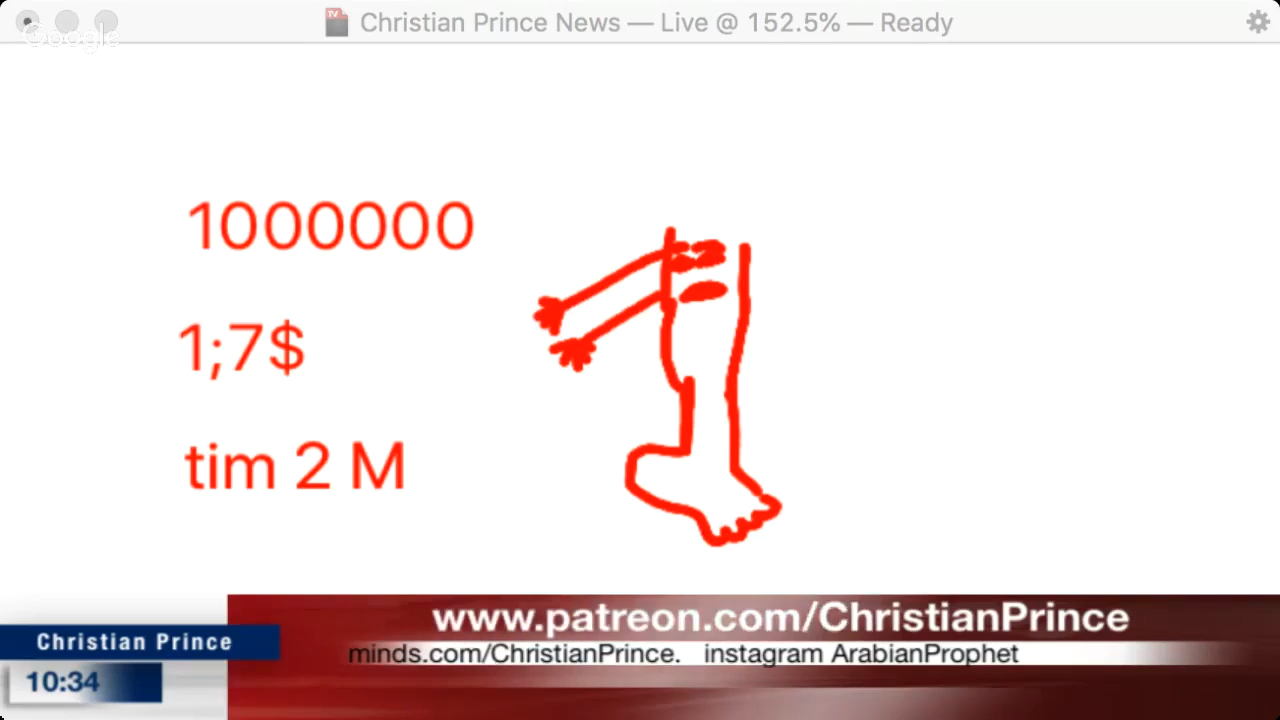 Christian Prince News — Live @ 152.5% — Ready
Google
1000000
1;7$
tim 2 M
www.patreon.com/ChristianPrince
Christian Prince
minds.com/ChristianPrince. instagram ArabianProphet
10:34